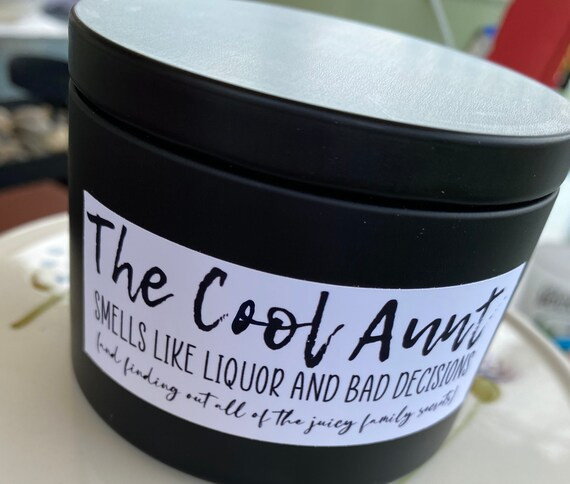 The Cool Aunt
SMELLS LIKE LIQUOR AND BAD DECISIONS
(and finding out all of the juicy family secrets)